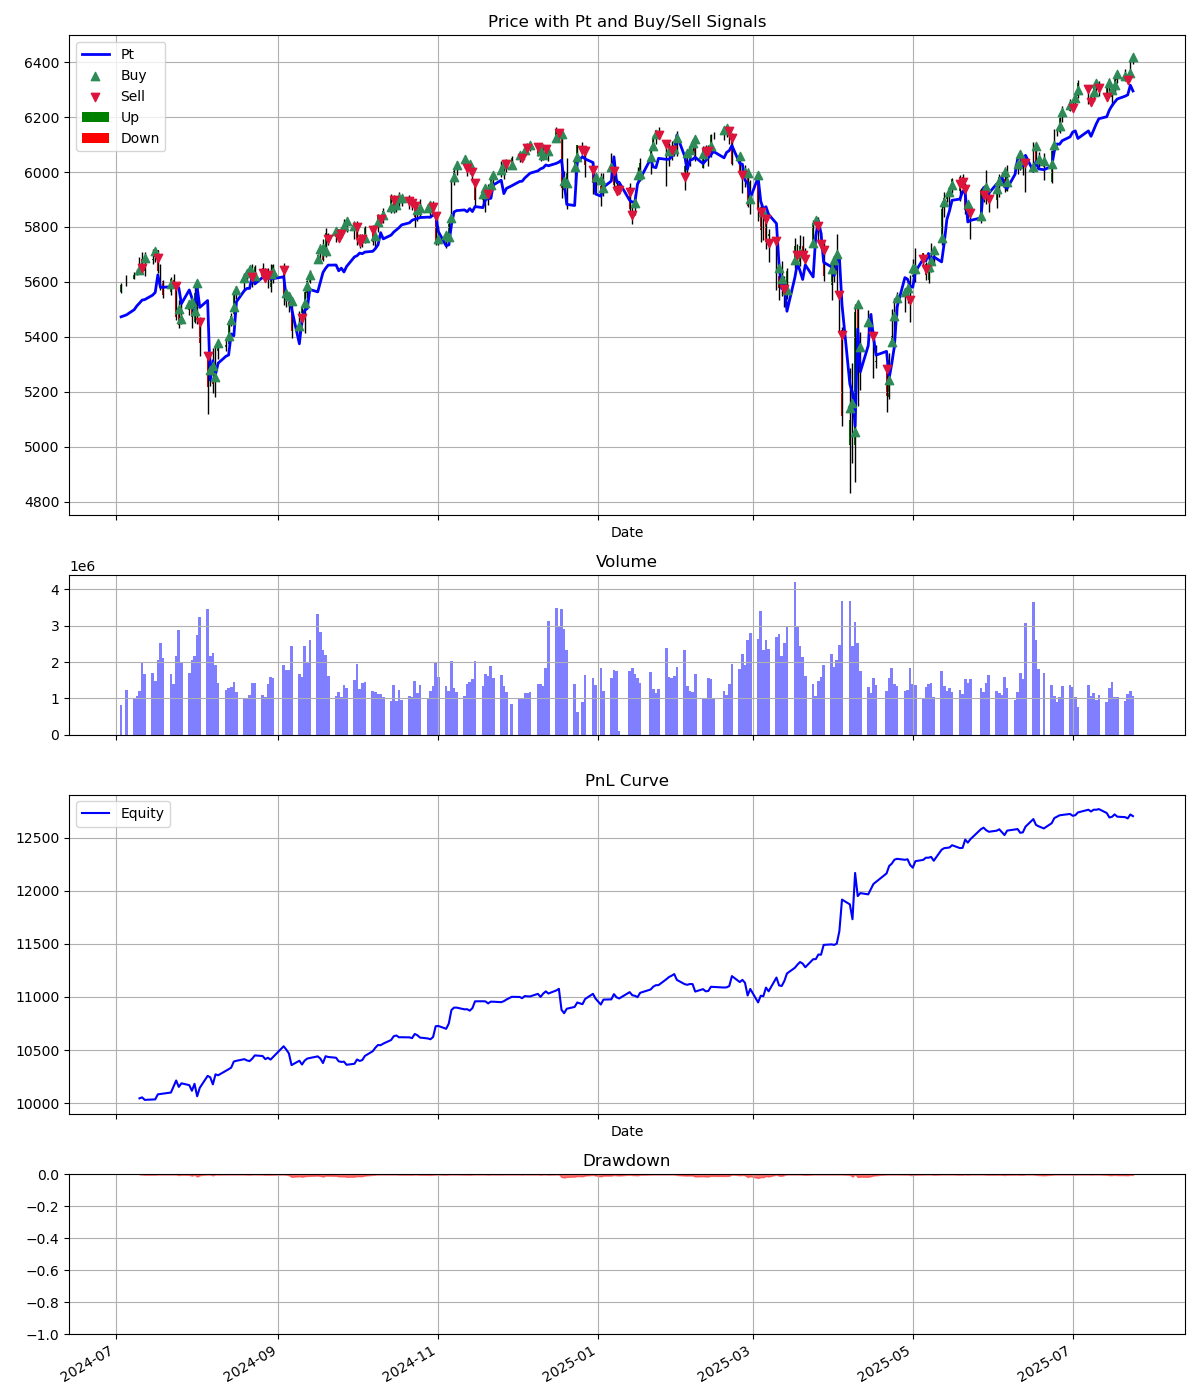 Price with Pt and Buy/Sell Signals
Pt
Buy
Sell
Up
Down
6400
6200
6000
5800
5600
5400
5200
5000
4800
Date
Volume
1e6
4
3
2
1
0
PnL Curve
Equity
12500
12000
11500
11000
10500
10000
Date
Drawdown
0.0
−0.2
−0.4
−0.6
−0.8
−1.0
2024-07
2024-09
2024-11
2025-01
2025-03
2025-05
2025-07